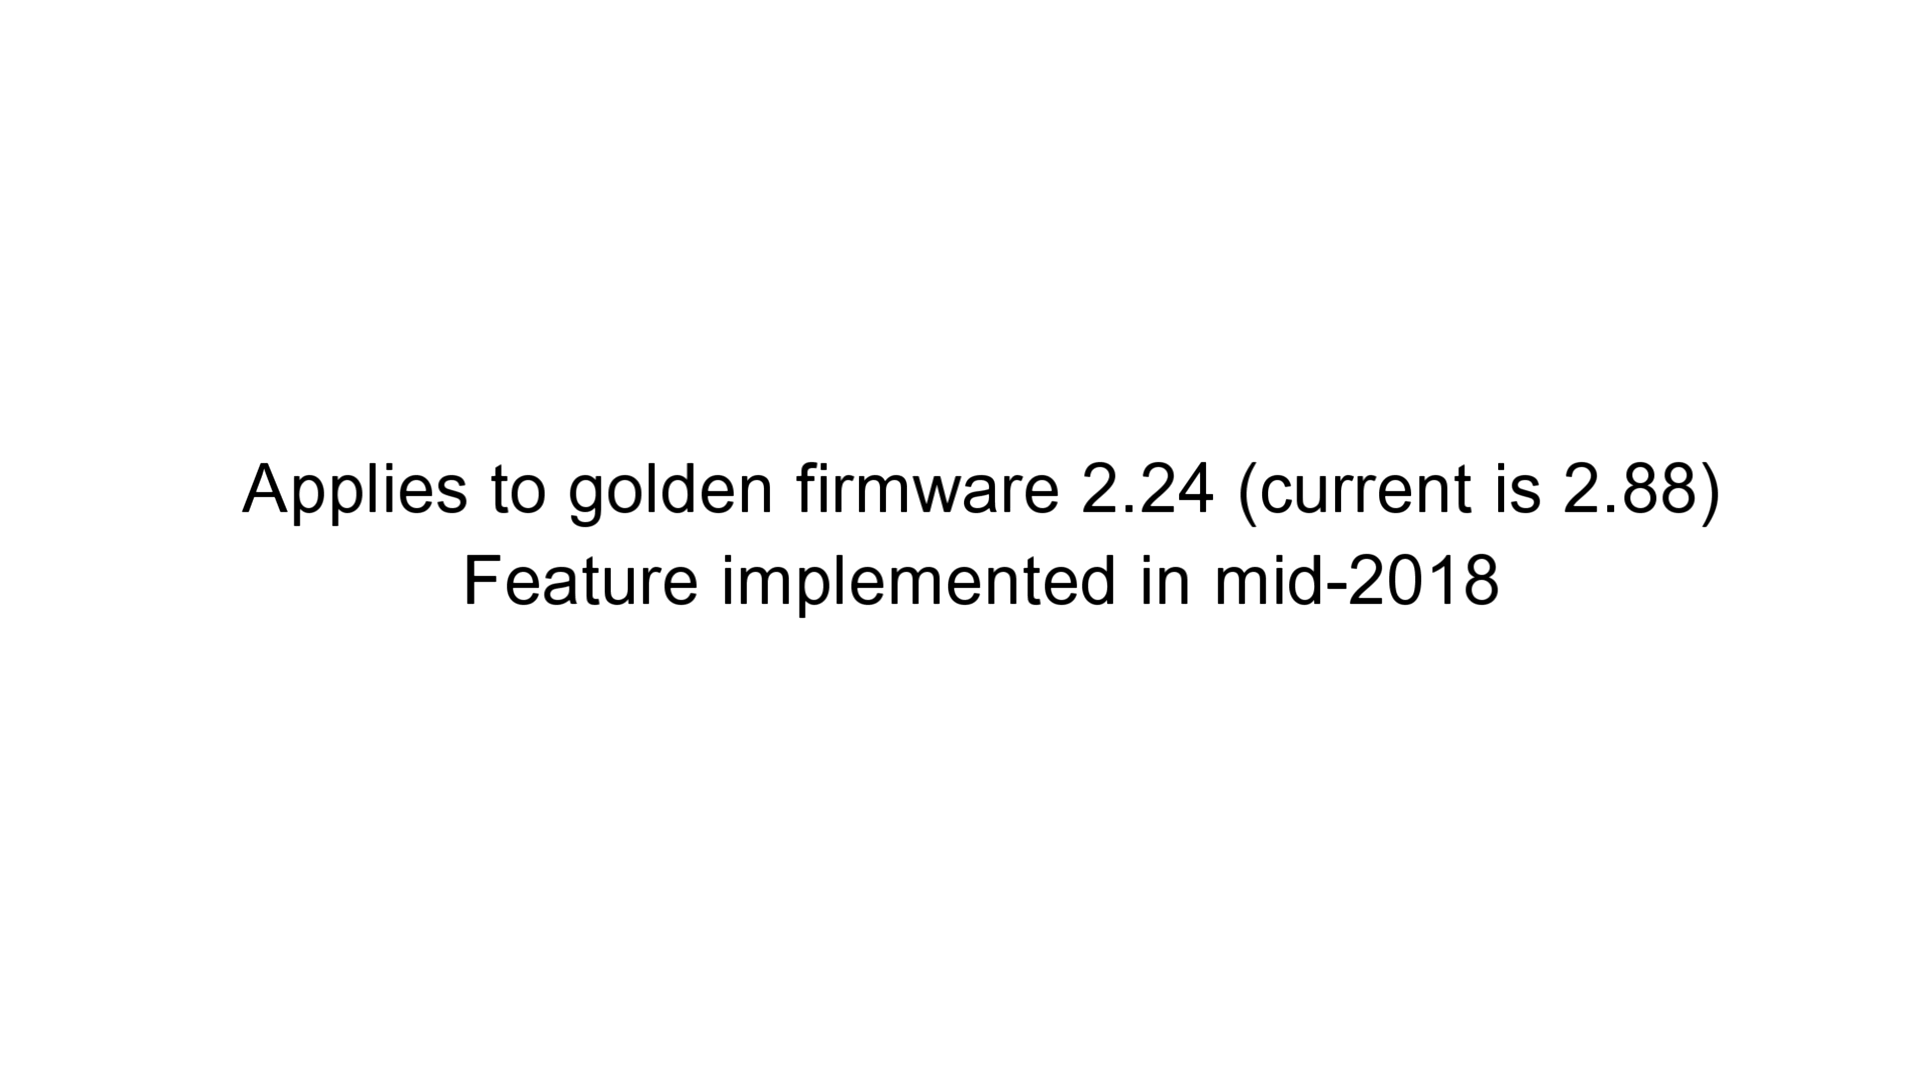 Applies to golden firmware 2.24 (current is 2.88)
Feature implemented in mid-2018